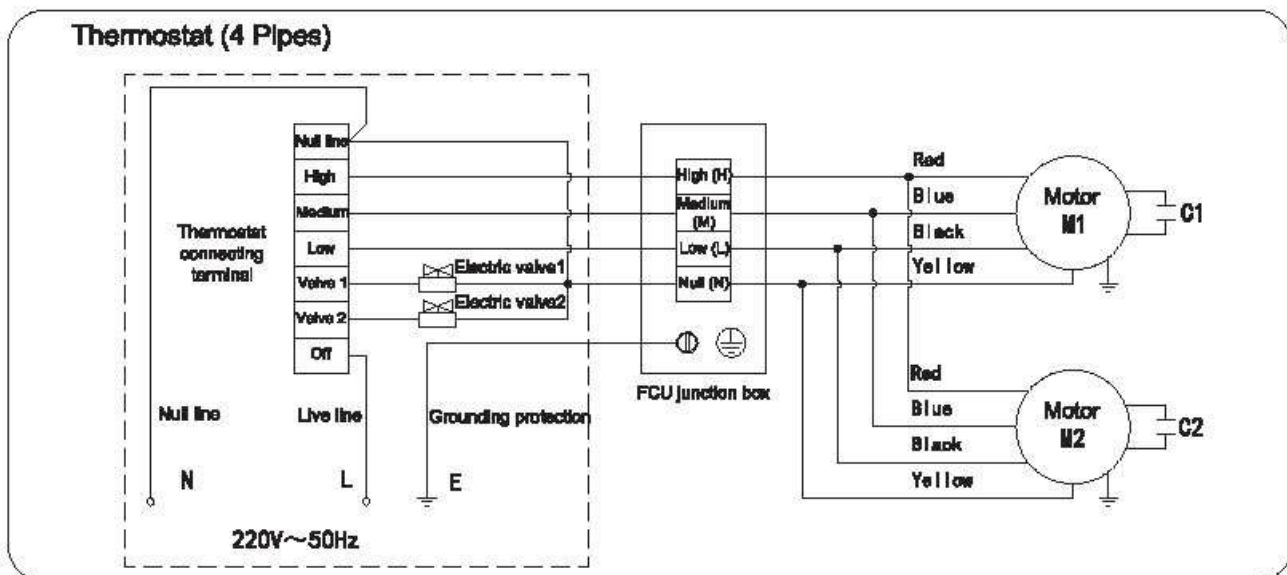 Thermostat (4 Pipes)
Null line
High
Medium
Low
Valve 1
Valve 2
Off
Thermostat
connecting
terminal
Electric valve1
Electric valve2
Null line
Live line
Grounding protection
N
L
E
220V～50Hz
High (H)
Medium
(M)
Low (L)
Null (N)
FCU junction box
Red
Blue
Black
Yellow
Motor
M1
C1
Red
Blue
Black
Yellow
Motor
M2
C2